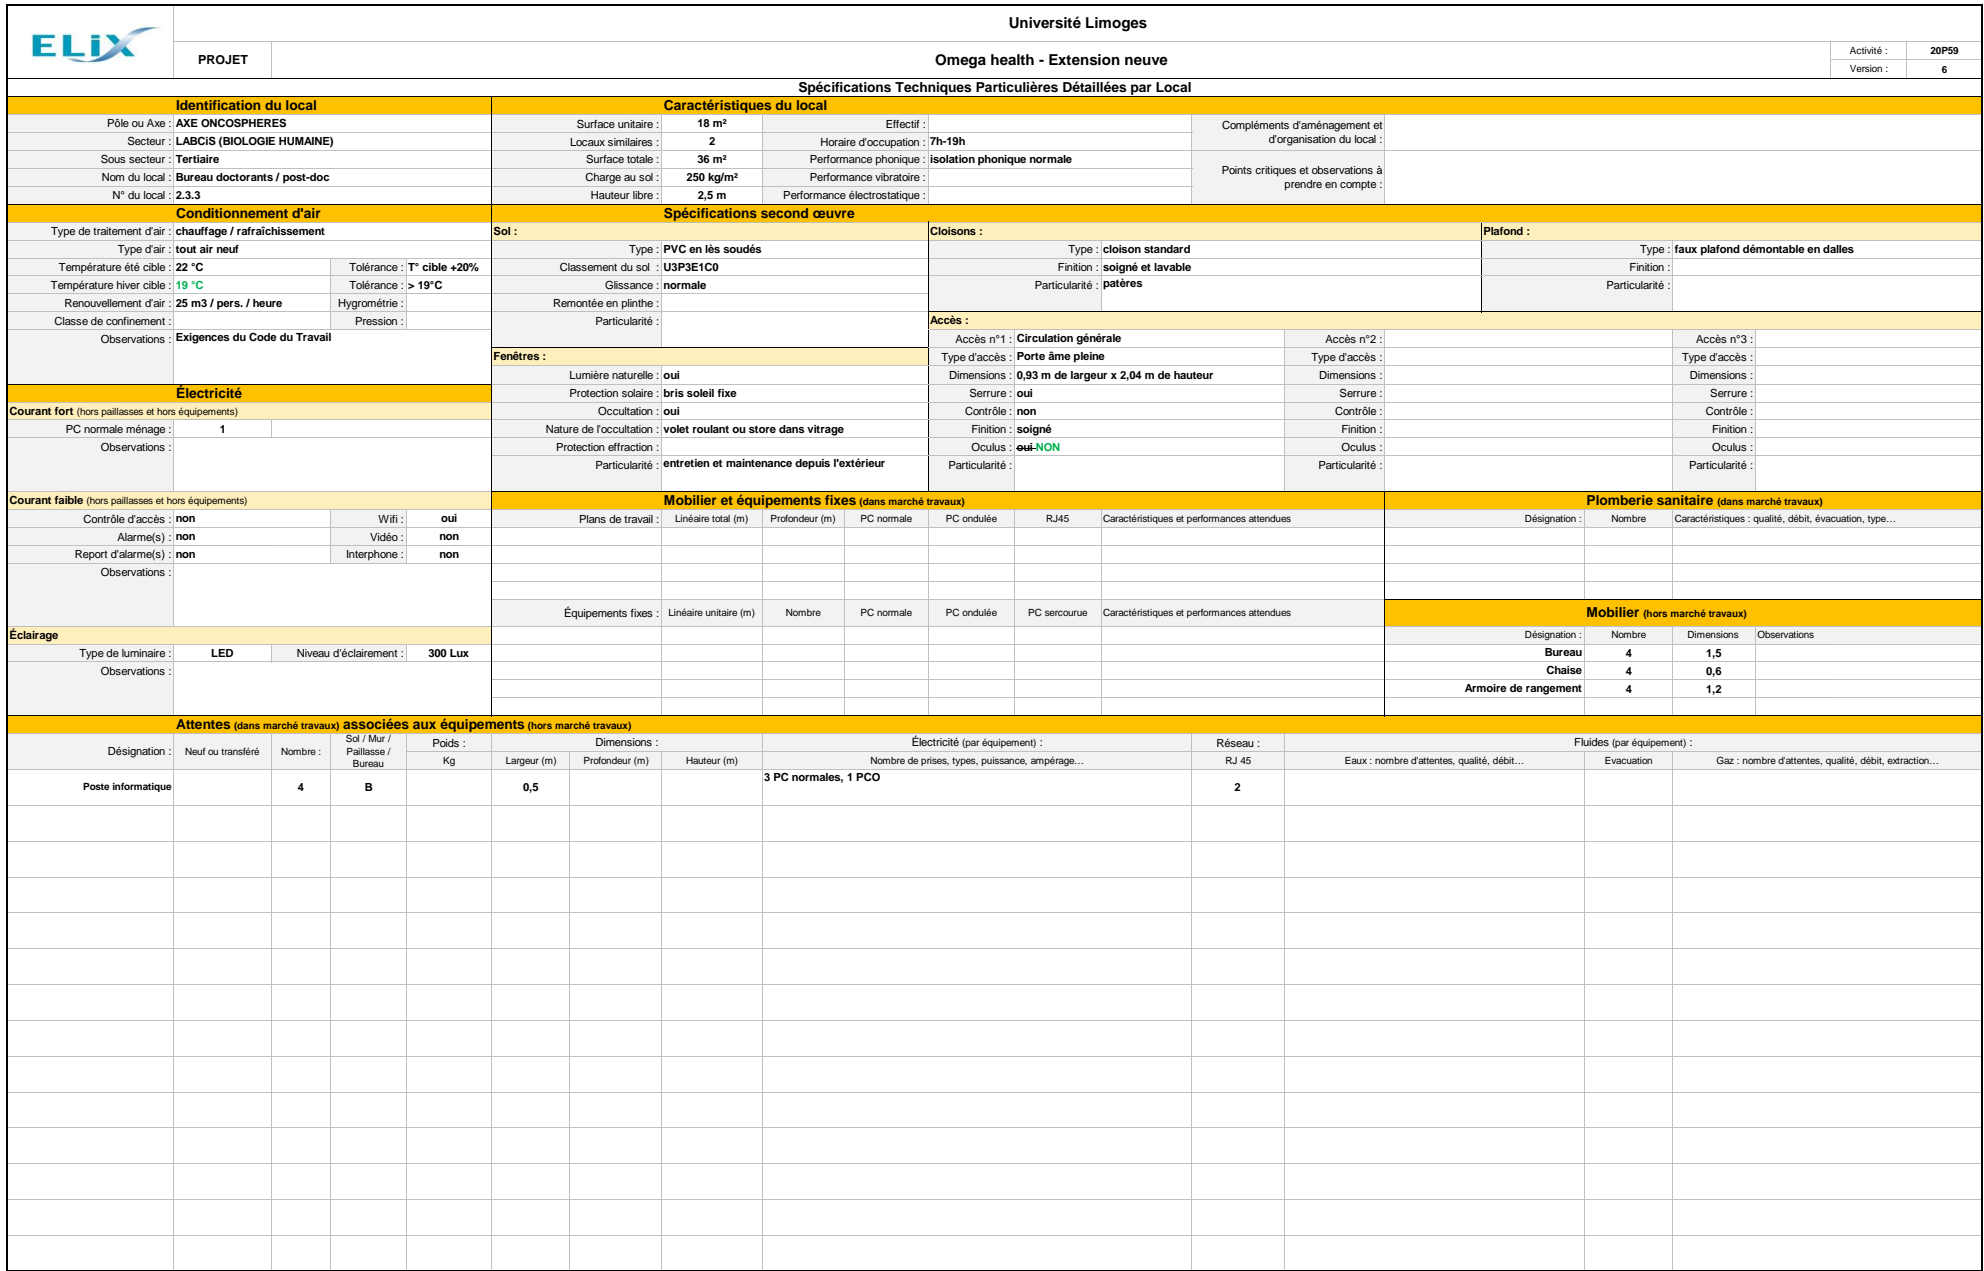 ELiX
Université Limoges
PROJET
Omega health - Extension neuve
Activité : 20P59
Version : 6
Spécifications Techniques Particulières Détaillées par Local
Identification du local
Pôle ou Axe : AXE ONCOSPHERES
Secteur : LABCiS (BIOLOGIE HUMAINE)
Sous secteur : Tertiaire
Nom du local : Bureau doctorants / post-doc
N° du local : 2.3.3
Caractéristiques du local
Surface unitaire : 18 m² Effectif :
Locaux similaires : 2 Horaire d'occupation : 7h-19h
Surface totale : 36 m² Performance phonique : isolation phonique normale
Charge au sol : 250 kg/m² Performance vibratoire :
Hauteur libre : 2,5 m Performance électrostatique :
Compléments d'aménagement et
d'organisation du local :
Points critiques et observations à
prendre en compte :
Conditionnement d'air
Type de traitement d'air : chauffage / rafraîchissement
Type d'air : tout air neuf
Température été cible : 22 °C Tolérance : T° cible +20%
Température hiver cible : 19 °C Tolérance : > 19°C
Renouvellement d'air : 25 m3 / pers. / heure Hygrométrie :
Classe de confinement : Pression :
Observations : Exigences du Code du Travail
Spécifications second œuvre
Sol :
Type : PVC en lès soudés
Classement du sol : U3P3E1C0
Glissance : normale
Remontée en plinthe :
Particularité :
Cloisons :
Type : cloison standard
Finition : soigné et lavable
Particularité : patères
Plafond :
Type : faux plafond démontable en dalles
Finition :
Particularité :
Fenêtres :
Lumière naturelle : oui
Protection solaire : bris soleil fixe
Occultation : oui
Nature de l'occultation : volet roulant ou store dans vitrage
Protection effraction :
Particularité : entretien et maintenance depuis l'extérieur
Accès :
Accès n°1 : Circulation générale Accès n°2 : Accès n°3 :
Type d'accès : Porte âme pleine Type d'accès : Type d'accès :
Dimensions : 0,93 m de largeur x 2,04 m de hauteur Dimensions : Dimensions :
Serrure : oui Serrure : Serrure :
Contrôle : non Contrôle : Contrôle :
Finition : soigné Finition : Finition :
Oculus : oui NON Oculus : Oculus :
Particularité : Particularité : Particularité :
Électricité
Courant fort (hors paillasses et hors équipements)
PC normale ménage : 1
Observations :
Courant faible (hors paillasses et hors équipements)
Contrôle d'accès : non Wifi : oui
Alarme(s) : non Vidéo : non
Report d'alarme(s) : non Interphone : non
Observations :
Éclairage
Type de luminaire : LED Niveau d'éclairement : 300 Lux
Observations :
Mobilier et équipements fixes (dans marché travaux)
Plans de travail : Linéaire total (m) Profondeur (m) PC normale PC ondulée RJ45 Caractéristiques et performances attendues
Équipements fixes : Linéaire unitaire (m) Nombre PC normale PC ondulée PC sercourue Caractéristiques et performances attendues
Plomberie sanitaire (dans marché travaux)
Désignation : Nombre Caractéristiques : qualité, débit, évacuation, type…
Mobilier (hors marché travaux)
Désignation : Nombre Dimensions Observations
Bureau 4 1,5
Chaise 4 0,6
Armoire de rangement 4 1,2
Attentes (dans marché travaux) associées aux équipements (hors marché travaux)
Désignation : Neuf ou transféré Nombre : Sol / Mur /
Paillasse /
Bureau
Poids : Dimensions : Électricité (par équipement) : Réseau : Fluides (par équipement) :
Kg Largeur (m) Profondeur (m) Hauteur (m) Nombre de prises, types, puissance, ampérage… RJ 45 Eaux : nombre d'attentes, qualité, débit… Evacuation Gaz : nombre d'attentes, qualité, débit, extraction…
Poste informatique 4 B 0,5 3 PC normales, 1 PCO 2